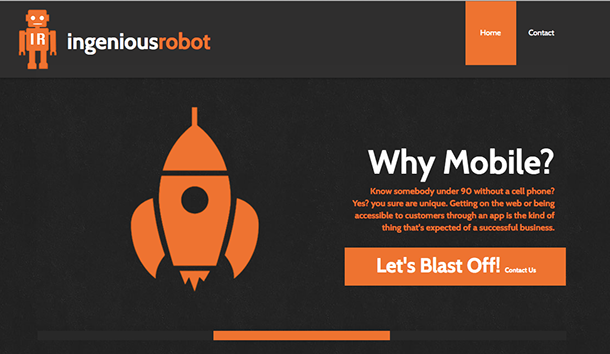 IR
ingeniousrobot
Home
Contact
Why Mobile?
Know somebody under 90 without a cell phone?
Yes? you sure are unique. Getting on the web or being
accessible to customers through an app is the kind of
thing that's expected of a successful business.
Let's Blast Off! Contact Us